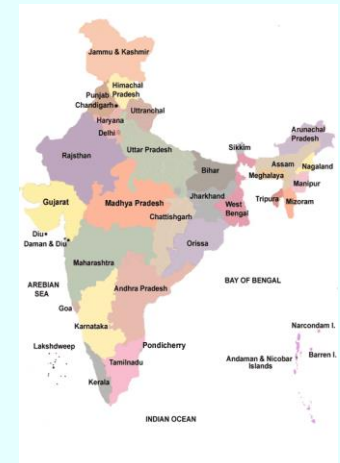 Jammu & Kashmir
Himachal
Pradesh
Punjab
Chandigarh
Uttranchal
Haryana
Delhi
Arunachal
Pradesh
Rajsthan
Uttar Pradesh
Sikkim
Assam
Nagaland
Bihar
Meghalaya
Manipur
Jharkhand
Gujarat
Madhya Pradesh
West
Bengal
Tripura
Mizoram
Chattishgarh
Diu
Daman & Diu
Orissa
Maharashtra
AREBIAN
SEA
BAY OF BENGAL
Andhra Pradesh
Goa
Karnataka
Narcondam I.
Lakshdweep
Pondicherry
Andaman & Nicobar
Islands
Barren I.
Tamilnadu
Kerala
INDIAN OCEAN